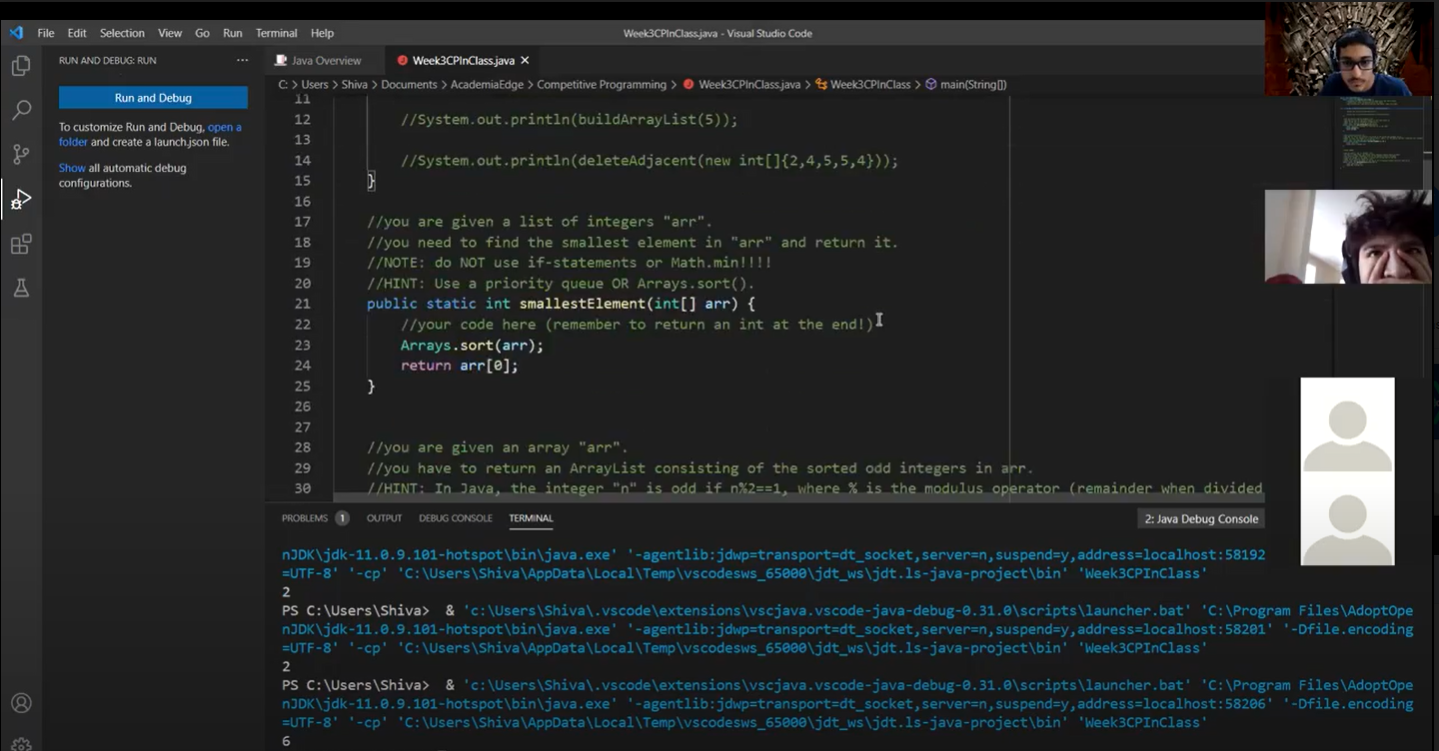 File Edit Selection View Go Run Terminal Help
Week3CPInClass.java - Visual Studio Code
RUN AND DEBUG: RUN ...
Java Overview
Week3CPInClass.java ×
Run and Debug
C: > Users > Shiva > Documents > AcademiaEdge > Competitive Programming > Week3CPInClass.java > Week3CPInClass > main(String[])
To customize Run and Debug, open a
folder and create a launch.json file.
Show all automatic debug
configurations.
11
12 //System.out.println(buildArrayList(5));
13
14 //System.out.println(deleteAdjacent(new int[]{2,4,5,5,4}));
15 }
16
17 //you are given a list of integers "arr".
18 //you need to find the smallest element in "arr" and return it.
19 //NOTE: do NOT use if-statements or Math.min!!!!
20 //HINT: Use a priority queue OR Arrays.sort().
21 public static int smallestElement(int[] arr) {
22 //your code here (remember to return an int at the end!)
23 Arrays.sort(arr);
24 return arr[0];
25 }
26
27
28 //you are given an array "arr".
29 //you have to return an ArrayList consisting of the sorted odd integers in arr.
30 //HINT: In Java, the integer "n" is odd if n%2==1, where % is the modulus operator (remainder when divided
PROBLEMS 1 OUTPUT DEBUG CONSOLE TERMINAL
2: Java Debug Console
nJDK\jdk-11.0.9.101-hotspot\bin\java.exe' '-agentlib:jdwp=transport=dt_socket,server=n,suspend=y,address=localhost:58192
=UTF-8' '-cp' 'C:\Users\Shiva\AppData\Local\Temp\vscodesws_65000\jdt_ws\jdt.ls-java-project\bin' 'Week3CPInClass'
2
PS C:\Users\Shiva> & 'c:\Users\Shiva\.vscode\extensions\vscjava.vscode-java-debug-0.31.0\scripts\launcher.bat' 'C:\Program Files\AdoptOpe
nJDK\jdk-11.0.9.101-hotspot\bin\java.exe' '-agentlib:jdwp=transport=dt_socket,server=n,suspend=y,address=localhost:58201' '-Dfile.encoding
=UTF-8' '-cp' 'C:\Users\Shiva\AppData\Local\Temp\vscodesws_65000\jdt_ws\jdt.ls-java-project\bin' 'Week3CPInClass'
2
PS C:\Users\Shiva> & 'c:\Users\Shiva\.vscode\extensions\vscjava.vscode-java-debug-0.31.0\scripts\launcher.bat' 'C:\Program Files\AdoptOpe
nJDK\jdk-11.0.9.101-hotspot\bin\java.exe' '-agentlib:jdwp=transport=dt_socket,server=n,suspend=y,address=localhost:58206' '-Dfile.encoding
=UTF-8' '-cp' 'C:\Users\Shiva\AppData\Local\Temp\vscodesws_65000\jdt_ws\jdt.ls-java-project\bin' 'Week3CPInClass'
6